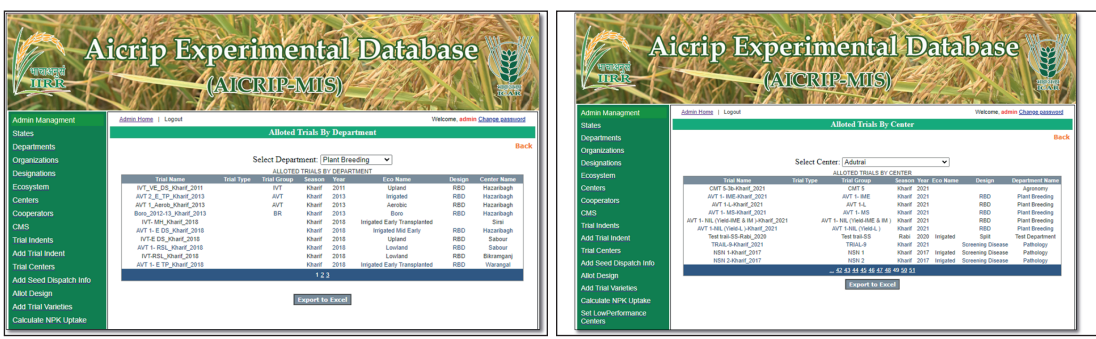 Aicrip Experimental Database
(AICRIP-MIS)
IIRR
ICAR
Admin Managment
States
Departments
Organizations
Designations
Ecosystem
Centers
Cooperators
CMS
Trial Indents
Add Trial Indent
Trial Centers
Add Seed Dispatch Info
Allot Design
Add Trial Varieties
Calculate NPK Uptake
Admin Home | Logout
Welcome, admin Change password
Alloted Trials By Department
Back
Select Department: Plant Breeding
ALLOTED TRIALS BY DEPARTMENT
Trial Name Trial Type Trial Group Season Year Eco Name Design Center Name
IVT_VE_DS_Kharif_2011 IVT Kharif 2011 Upland RBD Hazaribagh
AVT 2_E_TP_Kharif_2013 AVT Kharif 2013 Irrigated RBD Hazaribagh
AVT 1_Aerob_Kharif_2013 AVT Kharif 2013 Aerobic RBD Hazaribagh
Boro_2012-13_Kharif_2013 BR Kharif 2013 Boro RBD Hazaribagh
IVT- MH_Kharif_2018 Kharif 2018 Irrigated Early Transplanted Sirsi
AVT 1- E DS_Kharif_2018 Kharif 2018 Irrigated Mid Early RBD Hazaribagh
IVT-E DS_Kharif_2018 Kharif 2018 Upland RBD Sabour
AVT 1- RSL_Kharif_2018 Kharif 2018 Lowland RBD Sabour
IVT-RSL_Kharif_2018 Kharif 2018 Lowland RBD Bikramganj
AVT 1- E TP_Kharif_2018 Kharif 2018 Irrigated Early Transplanted RBD Warangal
1 2 3
Export to Excel
Aicrip Experimental Database
(AICRIP-MIS)
IIRR
ICAR
Admin Managment
States
Departments
Organizations
Designations
Ecosystem
Centers
Cooperators
CMS
Trial Indents
Add Trial Indent
Trial Centers
Add Seed Dispatch Info
Allot Design
Add Trial Varieties
Calculate NPK Uptake
Set LowPerformance
Centers
Admin Home | Logout
Welcome, admin Change password
Alloted Trials By Center
Back
Select Center: Adutrai
ALLOTED TRIALS BY CENTER
Trial Name Trial Type Trial Group Season Year Eco Name Design Department Name
CMT 5-3b-Kharif_2021 CMT 5 Kharif 2021 Agronomy
AVT 1- IME-Kharif_2021 AVT 1- IME Kharif 2021 RBD Plant Breeding
AVT 1-L-Kharif_2021 AVT 1-L Kharif 2021 RBD Plant Breeding
AVT 1- MS-Kharif_2021 AVT 1- MS Kharif 2021 RBD Plant Breeding
AVT 1- NIL (Yield-IME & IM )-Kharif_2021 AVT 1- NIL (Yield-IME & IM ) Kharif 2021 RBD Plant Breeding
AVT 1-NIL (Yield-L )-Kharif_2021 AVT 1-NIL (Yield-L ) Kharif 2021 RBD Plant Breeding
Test trail-SS-Rabi_2020 Test trail-SS Rabi 2020 Irrigated Split Test Department
TRAIL-9-Kharif_2021 TRIAL-9 Kharif 2021 Screening Disease Pathology
NSN 1-Kharif_2017 NSN 1 Kharif 2017 Irrigated Screening Disease Pathology
NSN 2-Kharif_2017 NSN 2 Kharif 2017 Irrigated Screening Disease Pathology
... 42 43 44 45 46 47 48 49 50 51
Export to Excel